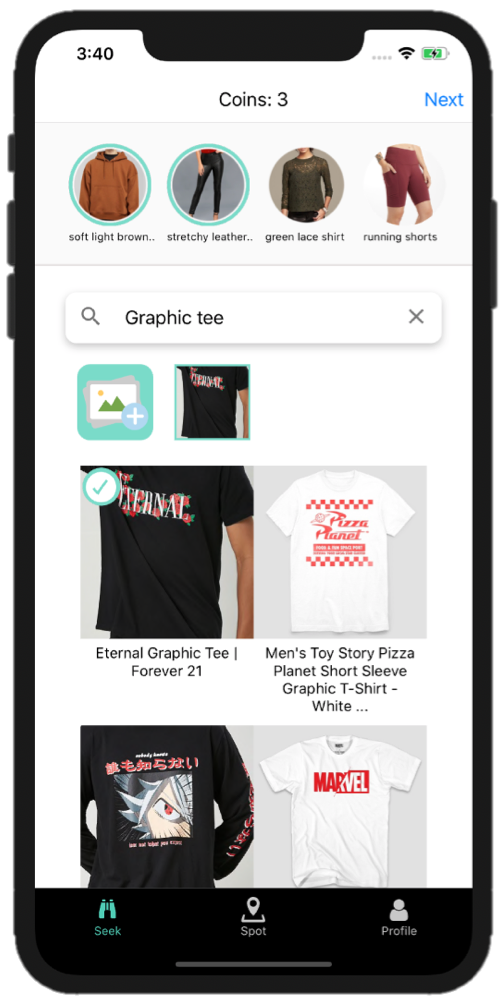 3:40
Coins: 3
Next
soft light brown..
stretchy leather..
green lace shirt
running shorts
Graphic tee
ETERNAL
ETERNAL
Pizza
Planet
Eternal Graphic Tee |
Forever 21
Men's Toy Story Pizza
Planet Short Sleeve
Graphic T-Shirt -
White ...
nobody knows
誰も知らない
MARVEL
Seek
Spot
Profile